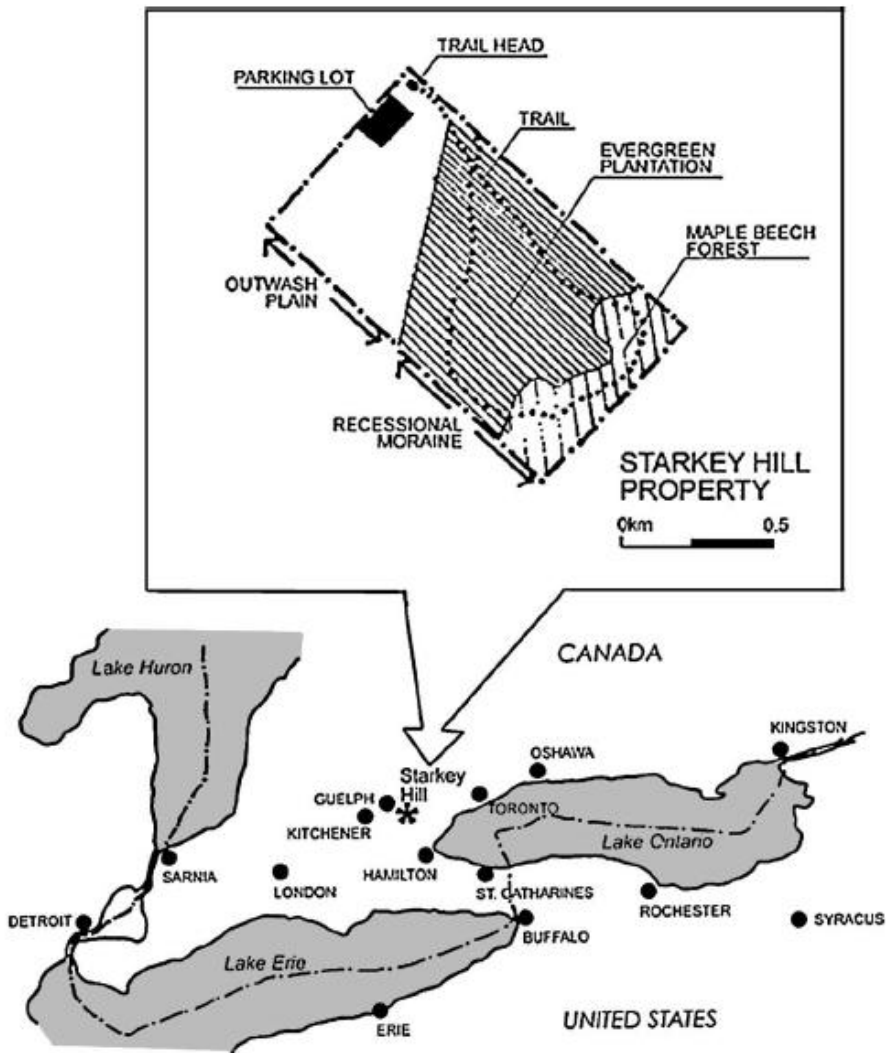 TRAIL HEAD
PARKING LOT
TRAIL
EVERGREEN
PLANTATION
MAPLE BEECH
FOREST
OUTWASH
PLAIN
RECESSIONAL
MORAINE
STARKEY HILL
PROPERTY
0km 0.5
CANADA
Lake Huron
KINGSTON
OSHAWA
Starkey
Hill
GUELPH
TORONTO
KITCHENER
Lake Ontario
HAMILTON
SARNIA
LONDON
ST. CATHARINES
ROCHESTER
DETROIT
SYRACUS
BUFFALO
Lake Erie
ERIE
UNITED STATES